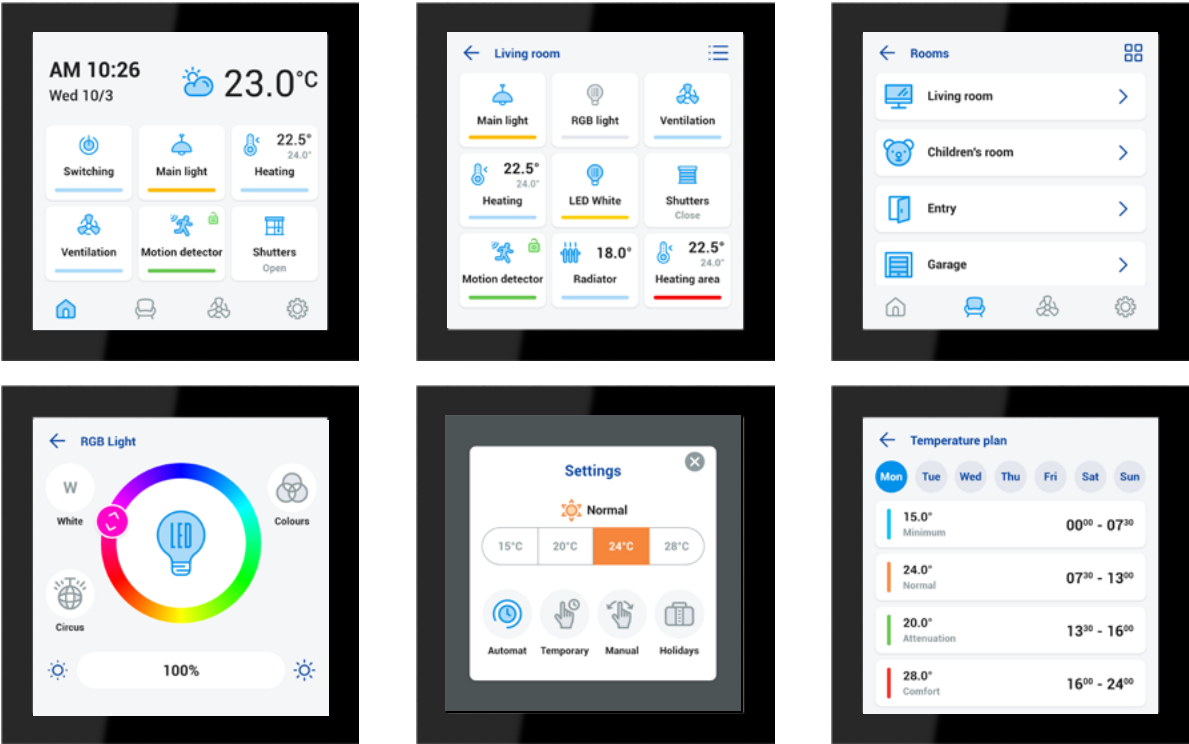 AM 10:26
Wed 10/3
23.0°C
Switching
Main light
22.5°
24.0°
Heating
Ventilation
Motion detector
Shutters
Open
Living room
Main light
RGB light
Ventilation
22.5°
24.0°
Heating
LED White
Shutters
Close
Motion detector
18.0°
Radiator
22.5°
24.0°
Heating area
Rooms
Living room
Children's room
Entry
Garage
RGB Light
W
White
Colours
LED
Circus
100%
Settings
Normal
15°C 20°C 24°C 28°C
Automat Temporary Manual Holidays
Temperature plan
Mon Tue Wed Thu Fri Sat Sun
15.0°
Minimum
00⁰⁰ - 07³⁰
24.0°
Normal
07³⁰ - 13⁰⁰
20.0°
Attenuation
13³⁰ - 16⁰⁰
28.0°
Comfort
16⁰⁰ - 24⁰⁰